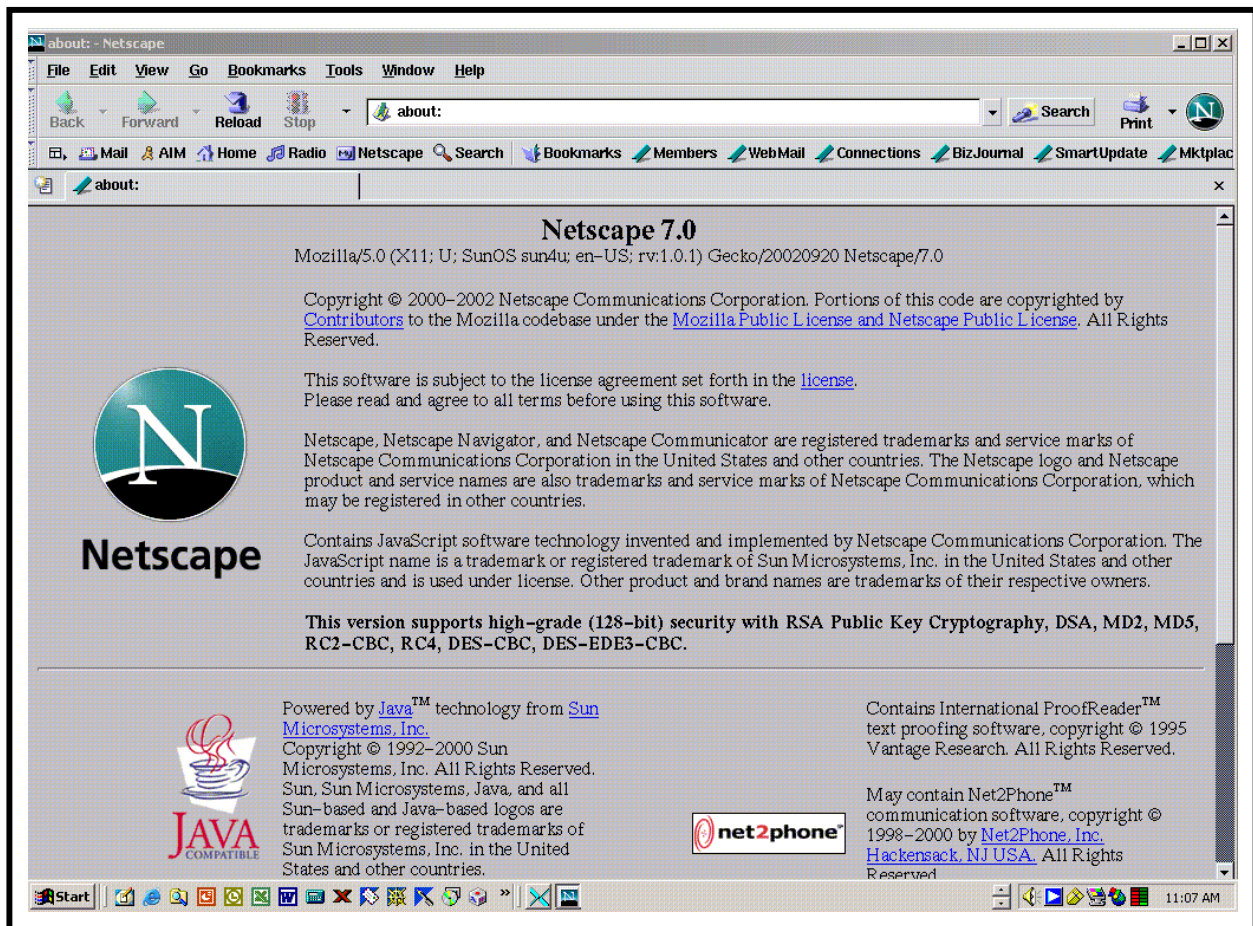 about: - Netscape
File Edit View Go Bookmarks Tools Window Help
Back Forward Reload Stop about: Search Print N
Mail AIM Home Radio Netscape Search Bookmarks Members WebMail Connections BizJournal SmartUpdate Mktplac
about:
Netscape 7.0
Mozilla/5.0 (X11; U; SunOS sun4u; en-US; rv:1.0.1) Gecko/20020920 Netscape/7.0
Copyright © 2000-2002 Netscape Communications Corporation. Portions of this code are copyrighted by
Contributors to the Mozilla codebase under the Mozilla Public License and Netscape Public License. All Rights
Reserved.
This software is subject to the license agreement set forth in the license.
Please read and agree to all terms before using this software.
Netscape, Netscape Navigator, and Netscape Communicator are registered trademarks and service marks of
Netscape Communications Corporation in the United States and other countries. The Netscape logo and Netscape
product and service names are also trademarks and service marks of Netscape Communications Corporation, which
may be registered in other countries.
N
Netscape
Contains JavaScript software technology invented and implemented by Netscape Communications Corporation. The
JavaScript name is a trademark or registered trademark of Sun Microsystems, Inc. in the United States and other
countries and is used under license. Other product and brand names are trademarks of their respective owners.
This version supports high-grade (128-bit) security with RSA Public Key Cryptography, DSA, MD2, MD5,
RC2-CBC, RC4, DES-CBC, DES-EDE3-CBC.
JAVA
COMPATIBLE
Powered by Java™ technology from Sun
Microsystems, Inc.
Copyright © 1992-2000 Sun
Microsystems, Inc. All Rights Reserved.
Sun, Sun Microsystems, Java, and all
Sun-based and Java-based logos are
trademarks or registered trademarks of
Sun Microsystems, Inc. in the United
States and other countries.
net2phone®
Contains International ProofReader™
text proofing software, copyright © 1995
Vantage Research. All Rights Reserved.
May contain Net2Phone™
communication software, copyright ©
1998-2000 by Net2Phone, Inc.
Hackensack, NJ USA. All Rights
Reserved
Start 11:07 AM